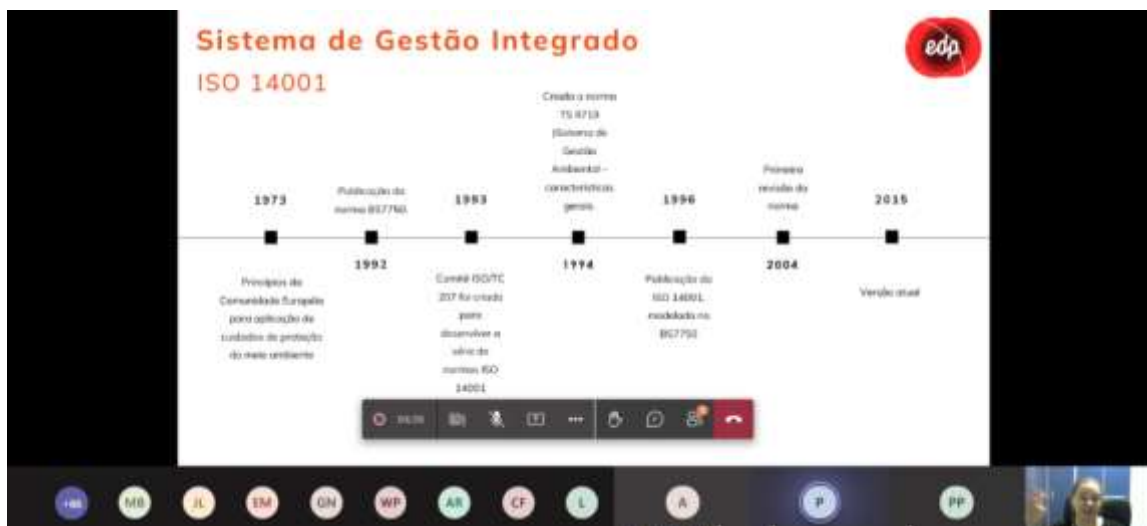 Sistema de Gestão Integrado
ISO 14001
edp
1973
Princípios da
Comunidade Européia
para aplicação de
cuidados de proteção
do meio ambiente
Publicação da
norma BS7750.
1992
1993
Comitê ISO/TC
207 foi criado
para
desenvolver a
série de
normas ISO
14001
Criada a norma
(Sistema de
Gestão
Ambiental –
características
gerais
1994
1996
Publicação da
ISO 14001,
modelada na
BS7750
Primeira
revisão da
norma
2004
2015
Versão atual
MB
JL
EM
GN
WP
AR
CF
L
A
P
PP